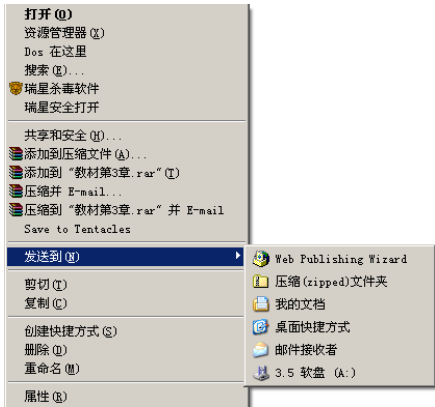 打开(O)
资源管理器(X)
Dos 在这里
搜索(E)...
瑞星杀毒软件
瑞星安全打开
共享和安全(H)...
添加到压缩文件(A)...
添加到 "教材第3章.rar"(T)
压缩并 E-mail...
压缩到 "教材第3章.rar" 并 E-mail
Save to Tentacles
发送到(N)
剪切(T)
复制(C)
创建快捷方式(S)
删除(D)
重命名(M)
属性(R)
Web Publishing Wizard
压缩(zipped)文件夹
我的文档
桌面快捷方式
邮件接收者
3.5 软盘 (A:)